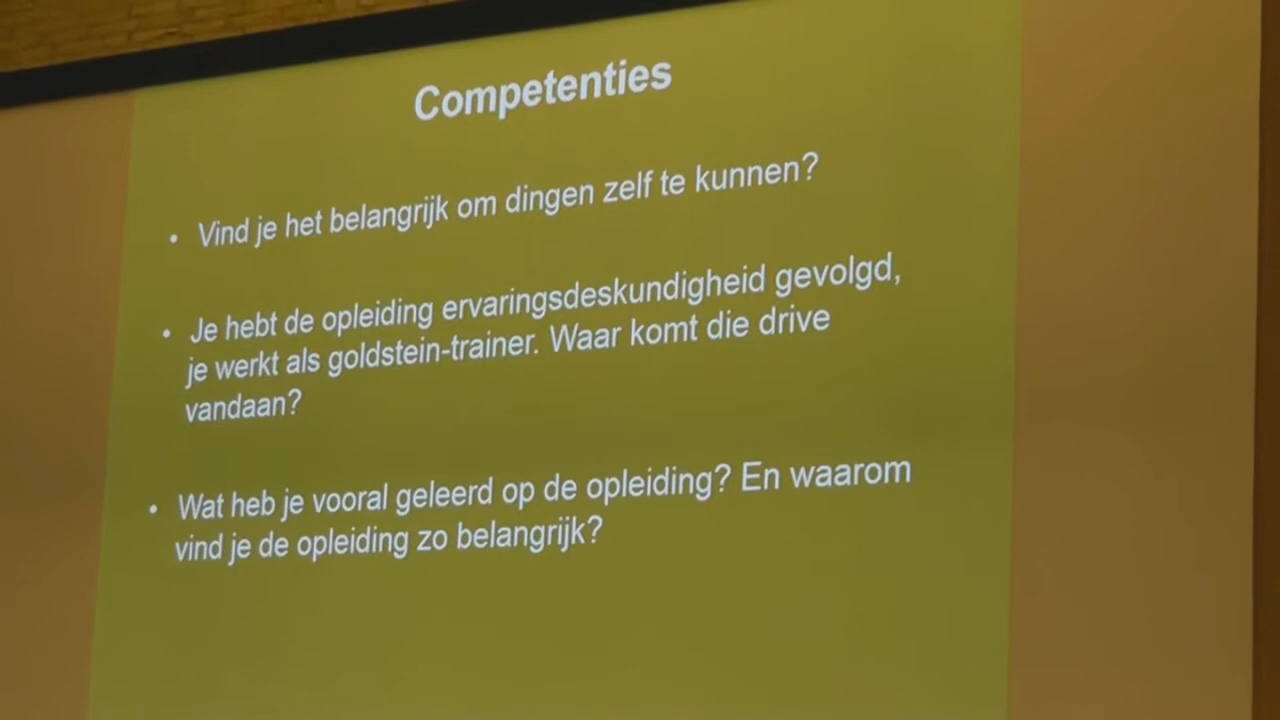 Competenties
• Vind je het belangrijk om dingen zelf te kunnen?
• Je hebt de opleiding ervaringsdeskundigheid gevolgd,
je werkt als goldstein-trainer. Waar komt die drive
vandaan?
• Wat heb je vooral geleerd op de opleiding? En waarom
vind je de opleiding zo belangrijk?